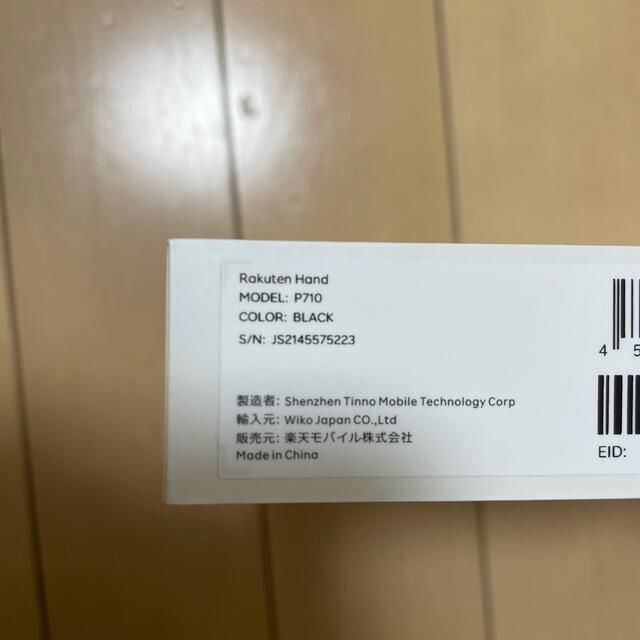 Rakuten Hand
MODEL: P710
COLOR: BLACK
S/N: JS2145575223
製造者: Shenzhen Tinno Mobile Technology Corp
輸入元: Wiko Japan CO.,Ltd
販売元: 楽天モバイル株式会社
Made in China
4 5
EID: